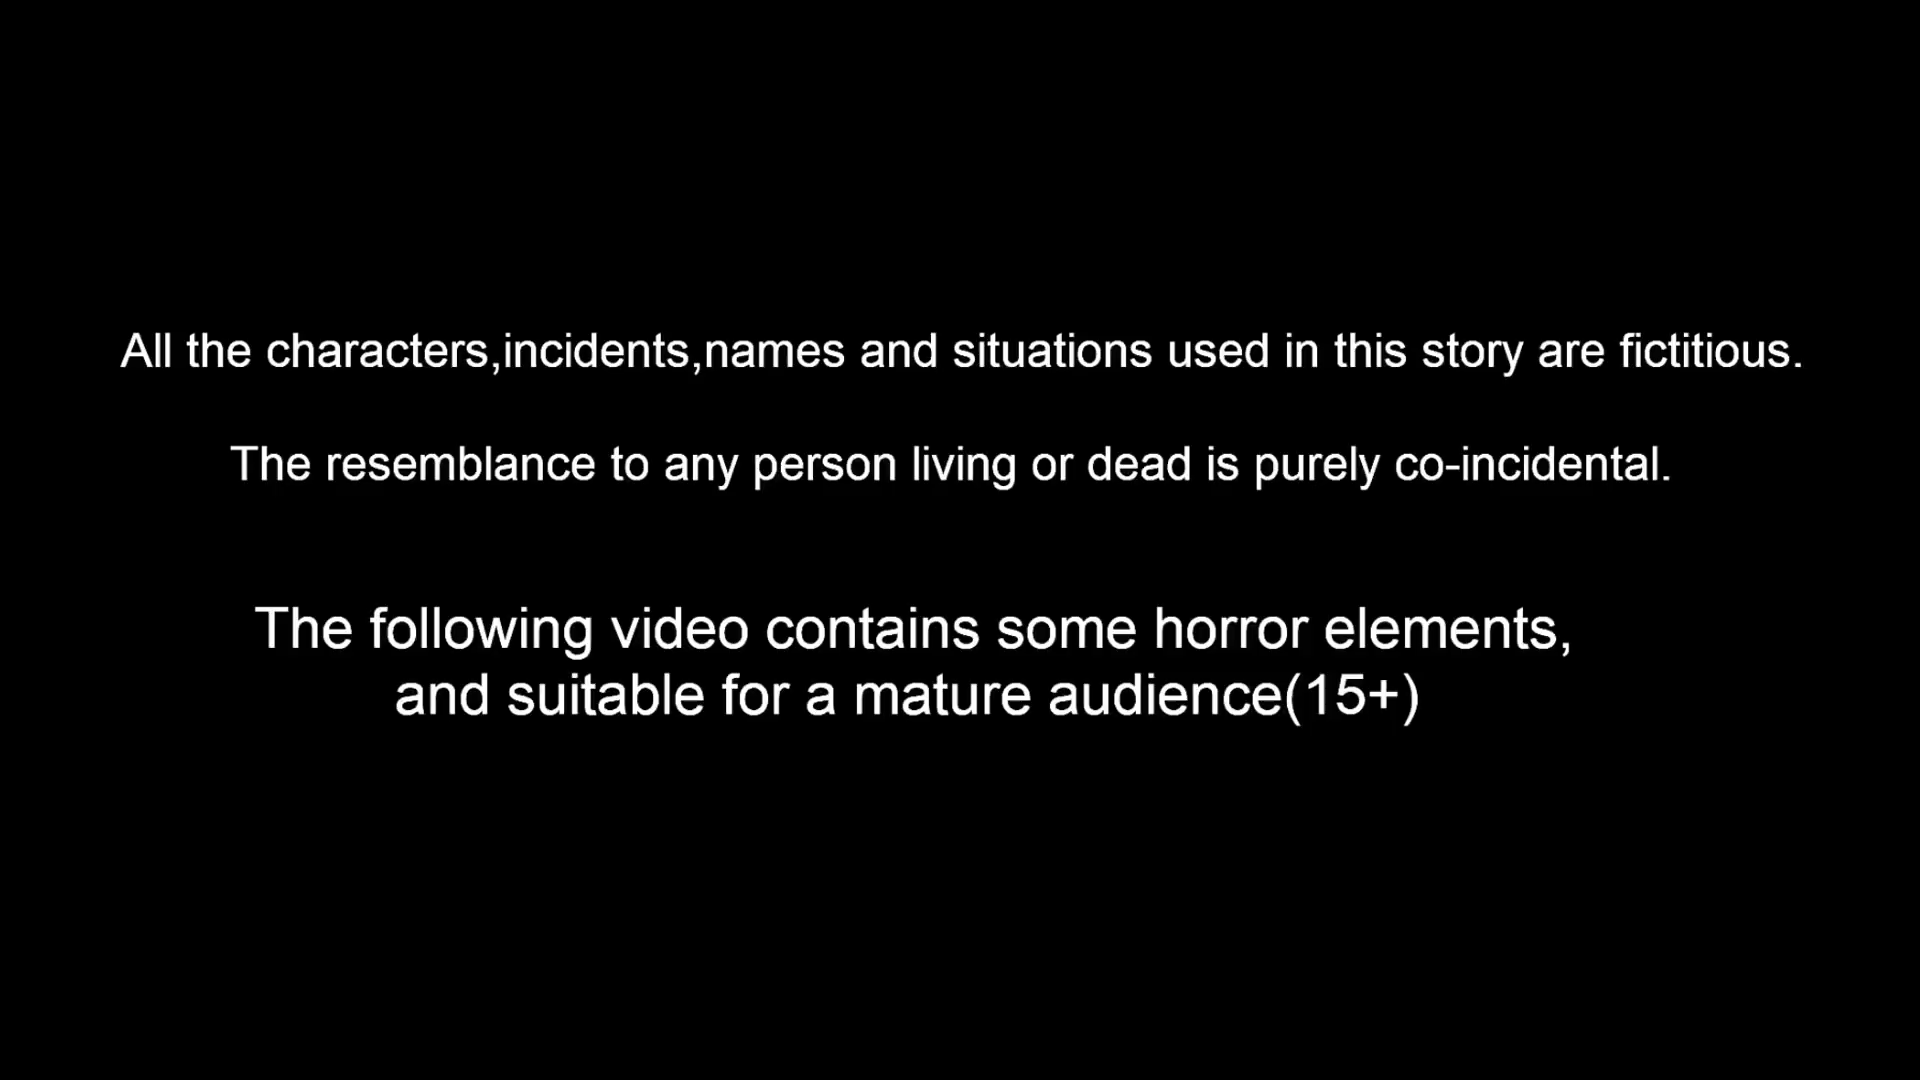 All the characters,incidents,names and situations used in this story are fictitious.
The resemblance to any person living or dead is purely co-incidental.
The following video contains some horror elements,
and suitable for a mature audience(15+)